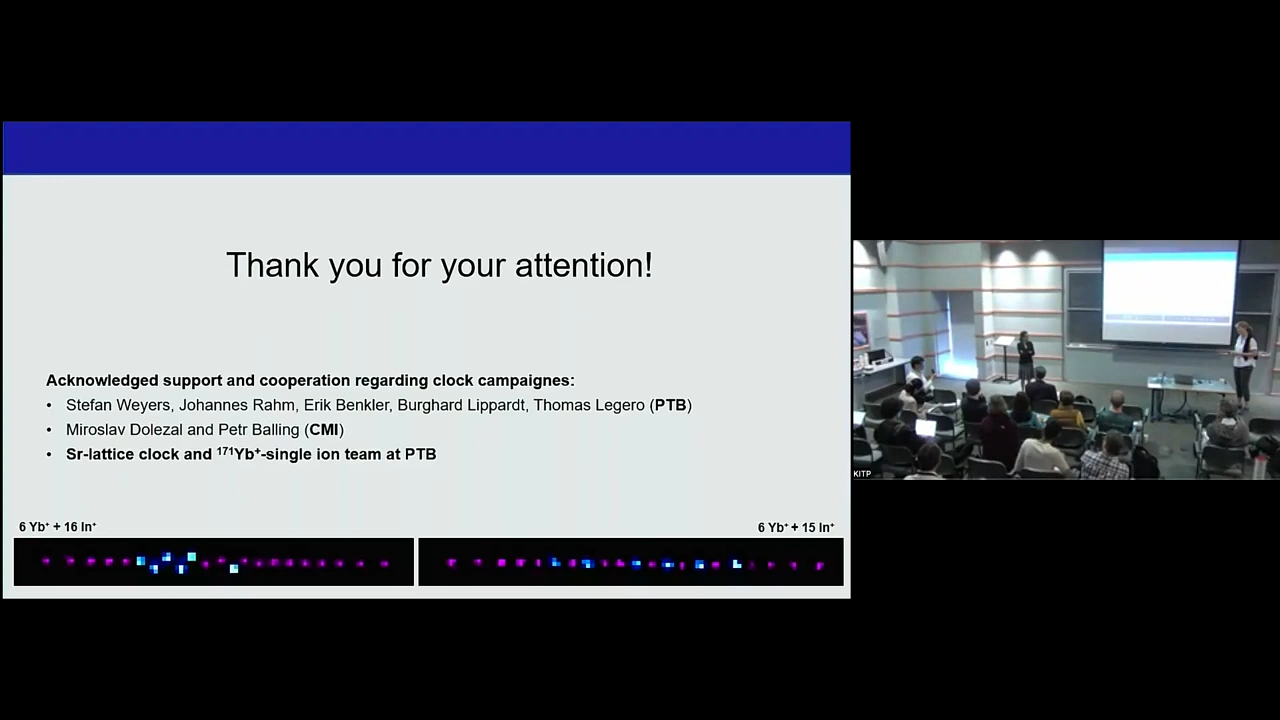 Thank you for your attention!
Acknowledged support and cooperation regarding clock campaignes:
• Stefan Weyers, Johannes Rahm, Erik Benkler, Burghard Lippardt, Thomas Legero (PTB)
• Miroslav Dolezal and Petr Balling (CMI)
• Sr-lattice clock and ¹⁷¹Yb⁺-single ion team at PTB
6 Yb⁺ + 16 In⁺
6 Yb⁺ + 15 In⁺
KITP